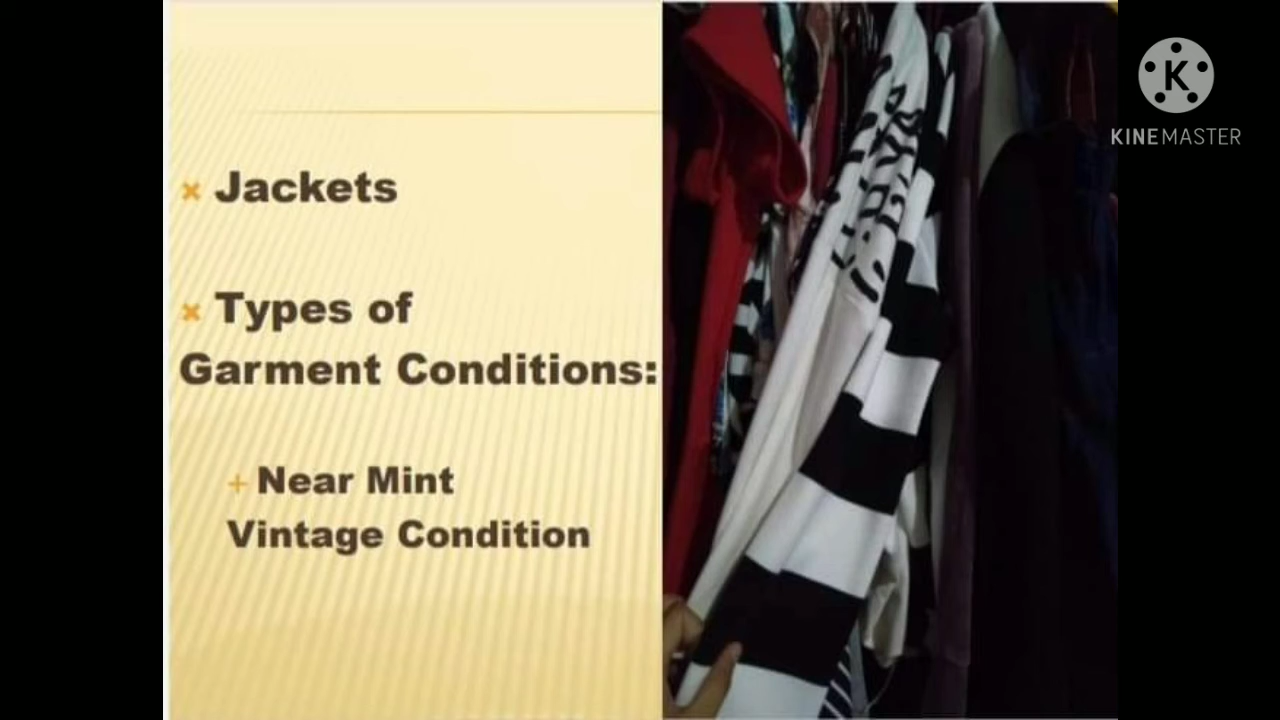 Jackets
Types of
Garment Conditions:
Near Mint
Vintage Condition
K
KINEMASTER